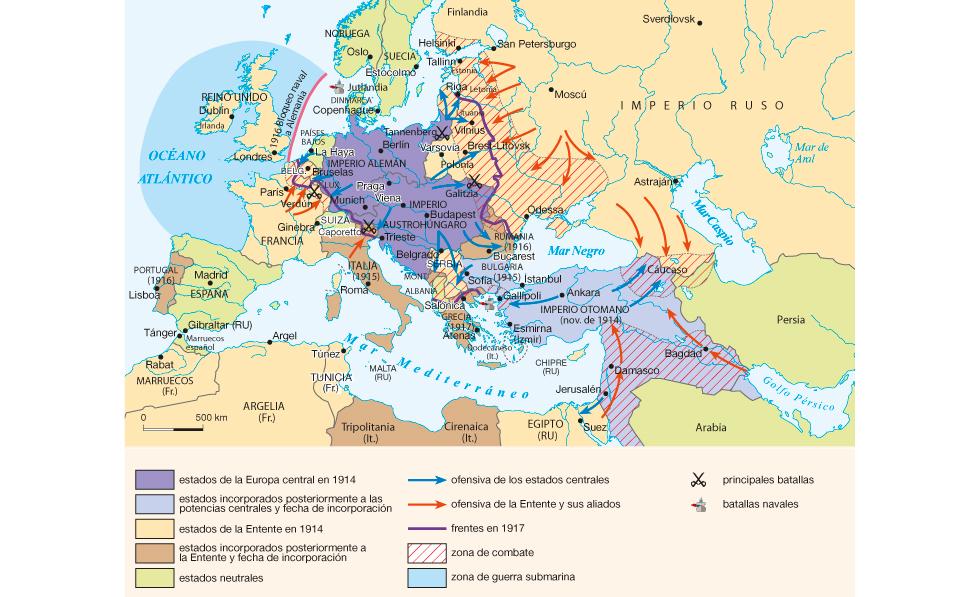 Finlandia
Sverdlovsk
NORUEGA
Oslo
SUECIA
Helsinki
San Petersburgo
Estocolmo
Tallinn
Estonia
Riga
Letonia
Moscú
IMPERIO RUSO
Jutlandia
DINAMARCA
Copenhague
Lituania
REINO UNIDO
Dublín
Irlanda
1916 Bloqueo naval
a Alemania
Tannenberg
Vilnius
PAÍSES
BAJOS
Berlín
Varsovia
Brest-Litovsk
Mar de
Aral
OCÉANO
ATLÁNTICO
Londres
La Haya
BELG.
Bruselas
IMPERIO ALEMÁN
Polonia
LUX.
Praga
Galitzia
Astraján
París
Verdún
Munich
Viena
IMPERIO
AUSTROHÚNGARO
Budapest
Odessa
Mar Caspio
SUIZA
Ginebra
Caporetto
Trieste
FRANCIA
RUMANIA
(1916)
Bucarest
Mar Negro
Belgrado
SERBIA
BULGARIA
(1915)
Cáucaso
ITALIA
(1915)
MONT.
Sofía
Istanbul
PORTUGAL
(1916)
Madrid
ESPAÑA
Lisboa
Roma
ALBANIA
Salónica
Gallípoli
Ankara
IMPERIO OTOMANO
(nov. de 1914)
GRECIA
(1917)
Atenas
Esmirna
(Izmir)
Persia
Gibraltar (RU)
Tánger
Marruecos
español
Argel
Túnez
Mar Mediterráneo
Dodecaneso
(It.)
CHIPRE
(RU)
Bagdad
Damasco
Rabat
MARRUECOS
(Fr.)
TUNICIA
(Fr.)
MALTA
(RU)
Jerusalén
Golfo Pérsico
ARGELIA
(Fr.)
0 500 km
Tripolitania
(It.)
Cirenaica
(It.)
EGIPTO
(RU)
Suez
Arabia
estados de la Europa central en 1914
estados incorporados posteriormente a las
potencias centrales y fecha de incorporación
estados de la Entente en 1914
estados incorporados posteriormente a
la Entente y fecha de incorporación
estados neutrales
ofensiva de los estados centrales
ofensiva de la Entente y sus aliados
frentes en 1917
zona de combate
zona de guerra submarina
principales batallas
batallas navales